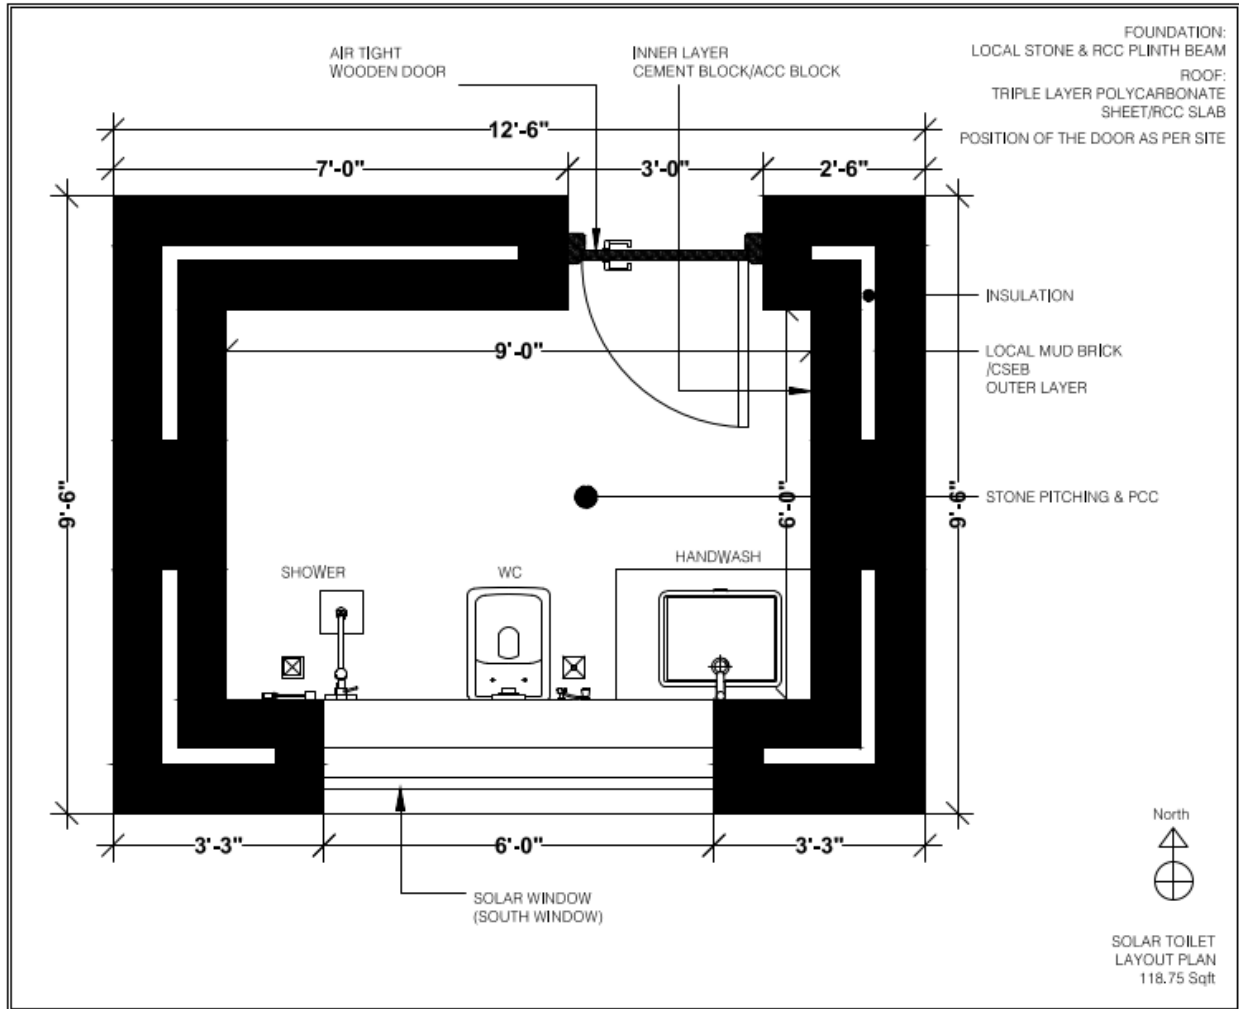 FOUNDATION:
LOCAL STONE & RCC PLINTH BEAM
ROOF:
TRIPLE LAYER POLYCARBONATE
SHEET/RCC SLAB
POSITION OF THE DOOR AS PER SITE
AIR TIGHT
WOODEN DOOR
INNER LAYER
CEMENT BLOCK/ACC BLOCK
12'-6"
7'-0"
3'-0"
2'-6"
INSULATION
9'-0"
LOCAL MUD BRICK
/CSEB
OUTER LAYER
9'-6"
6'-0"
9'-6"
STONE PITCHING & PCC
SHOWER
WC
HANDWASH
3'-3"
6'-0"
3'-3"
SOLAR WINDOW
(SOUTH WINDOW)
North
SOLAR TOILET
LAYOUT PLAN
118.75 Sqft